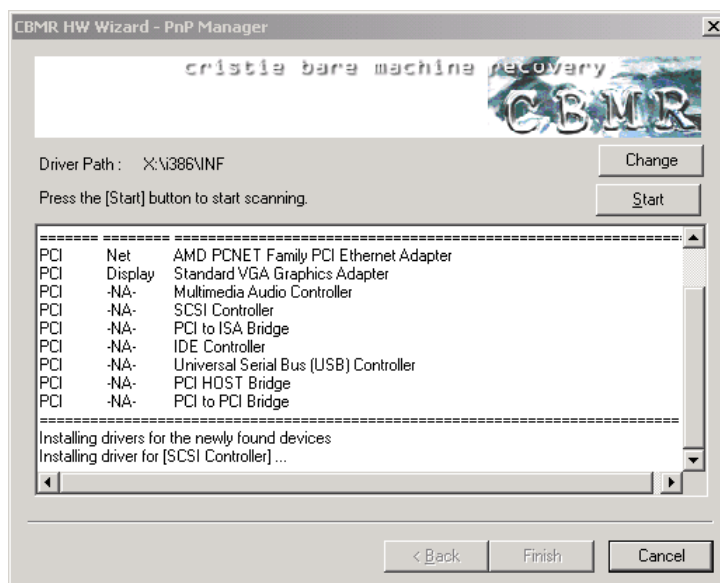 CBMR HW Wizard - PnP Manager
cristie bare machine recovery
CBMR
Driver Path : X:\i386\INF
Change
Press the [Start] button to start scanning.
Start
======= ======== =====================================================
PCI Net AMD PCNET Family PCI Ethernet Adapter
PCI Display Standard VGA Graphics Adapter
PCI -NA- Multimedia Audio Controller
PCI -NA- SCSI Controller
PCI -NA- PCI to ISA Bridge
PCI -NA- IDE Controller
PCI -NA- Universal Serial Bus (USB) Controller
PCI -NA- PCI HOST Bridge
PCI -NA- PCI to PCI Bridge
======================================================================
Installing drivers for the newly found devices
Installing driver for [SCSI Controller] ...
< Back
Finish
Cancel